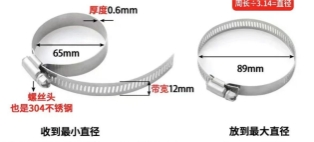 周长÷3.14=直径
厚度0.6mm
65mm
89mm
带宽12mm
螺丝头
也是304不锈钢
收到最小直径
放到最大直径